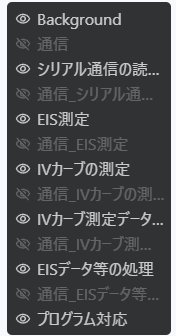 Background
通信
シリアル通信の読...
通信_シリアル通...
EIS測定
通信_EIS測定
IVカーブの測定
通信_IVカーブの測...
IVカーブ測定データ...
通信_IVカーブ測...
EISデータ等の処理
通信_EISデータ等...
プログラム対応